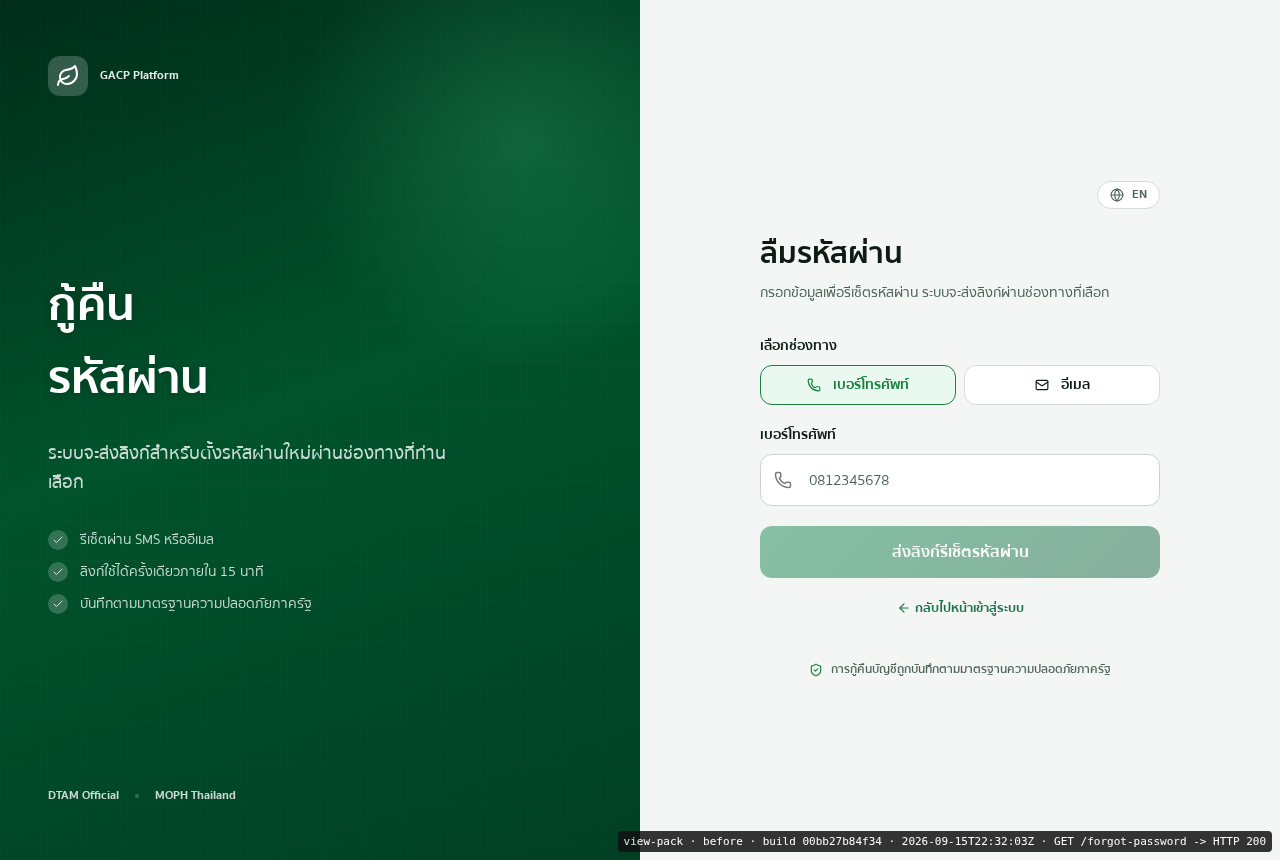 GACP Platform
กู้คืน
รหัสผ่าน
ระบบจะส่งลิงก์สำหรับตั้งรหัสผ่านใหม่ผ่านช่องทางที่ท่าน
เลือก
รีเซ็ตผ่าน SMS หรืออีเมล
ลิงก์ใช้ได้ครั้งเดียวภายใน 15 นาที
บันทึกตามมาตรฐานความปลอดภัยภาครัฐ
DTAM Official • MOPH Thailand
EN
ลืมรหัสผ่าน
กรอกข้อมูลเพื่อรีเซ็ตรหัสผ่าน ระบบจะส่งลิงก์ผ่านช่องทางที่เลือก
เลือกช่องทาง
เบอร์โทรศัพท์ อีเมล
เบอร์โทรศัพท์
0812345678
ส่งลิงก์รีเซ็ตรหัสผ่าน
← กลับไปหน้าเข้าสู่ระบบ
การกู้คืนบัญชีถูกบันทึกตามมาตรฐานความปลอดภัยภาครัฐ
view-pack · before · build 00bb27b84f34 · 2026-09-15T22:32:03Z · GET /forgot-password -> HTTP 200